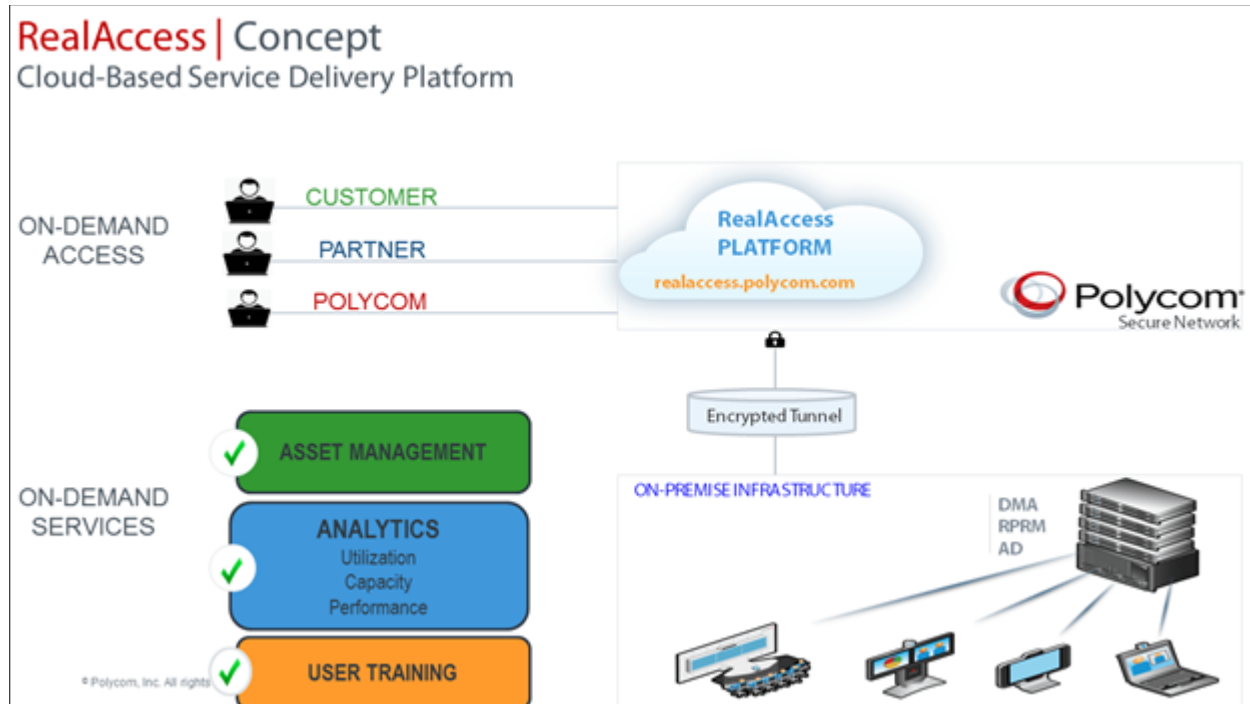 RealAccess | Concept
Cloud-Based Service Delivery Platform
ON-DEMAND
ACCESS
CUSTOMER
PARTNER
POLYCOM
RealAccess
PLATFORM
realaccess.polycom.com
Polycom®
Secure Network
Encrypted Tunnel
ON-DEMAND
SERVICES
ASSET MANAGEMENT
ANALYTICS
Utilization
Capacity
Performance
USER TRAINING
ON-PREMISE INFRASTRUCTURE
DMA
RPRM
AD
© Polycom, Inc. All rights